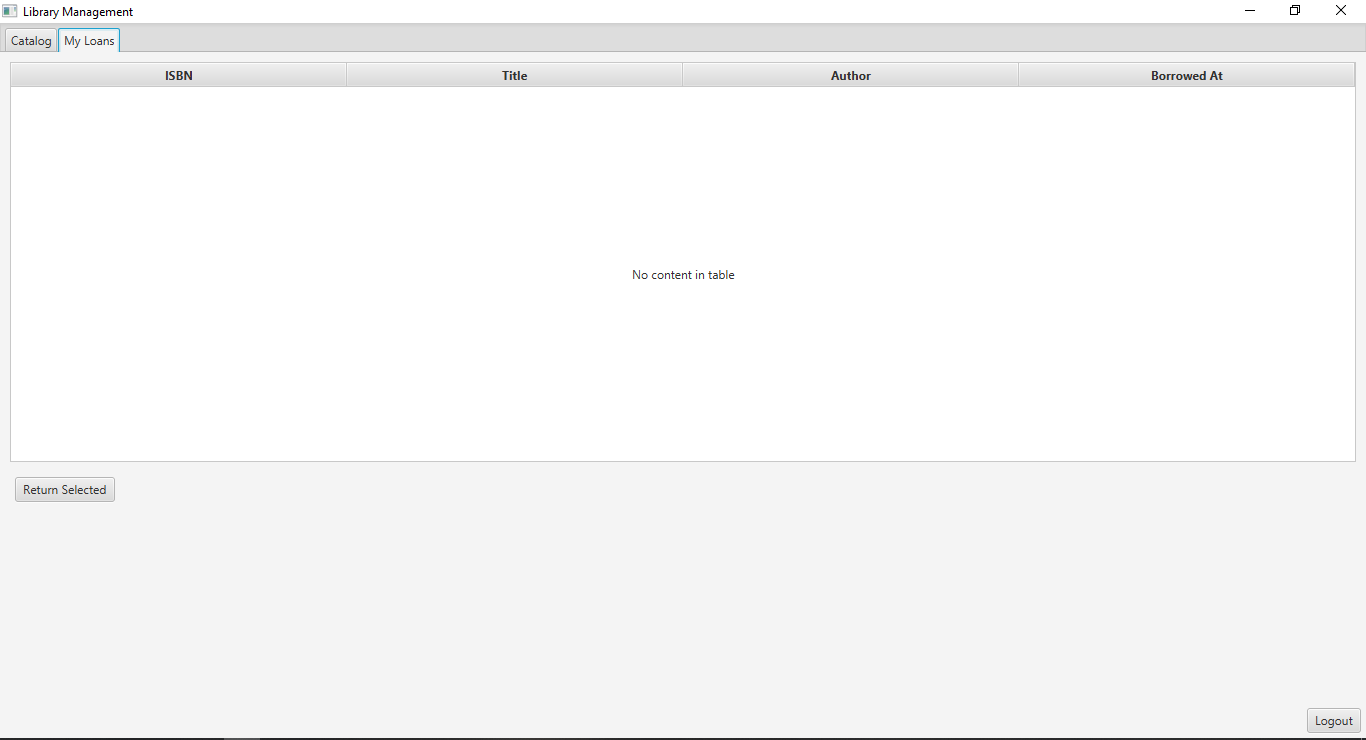 Library Management
Catalog My Loans
ISBN Title Author Borrowed At
No content in table
Return Selected
Logout